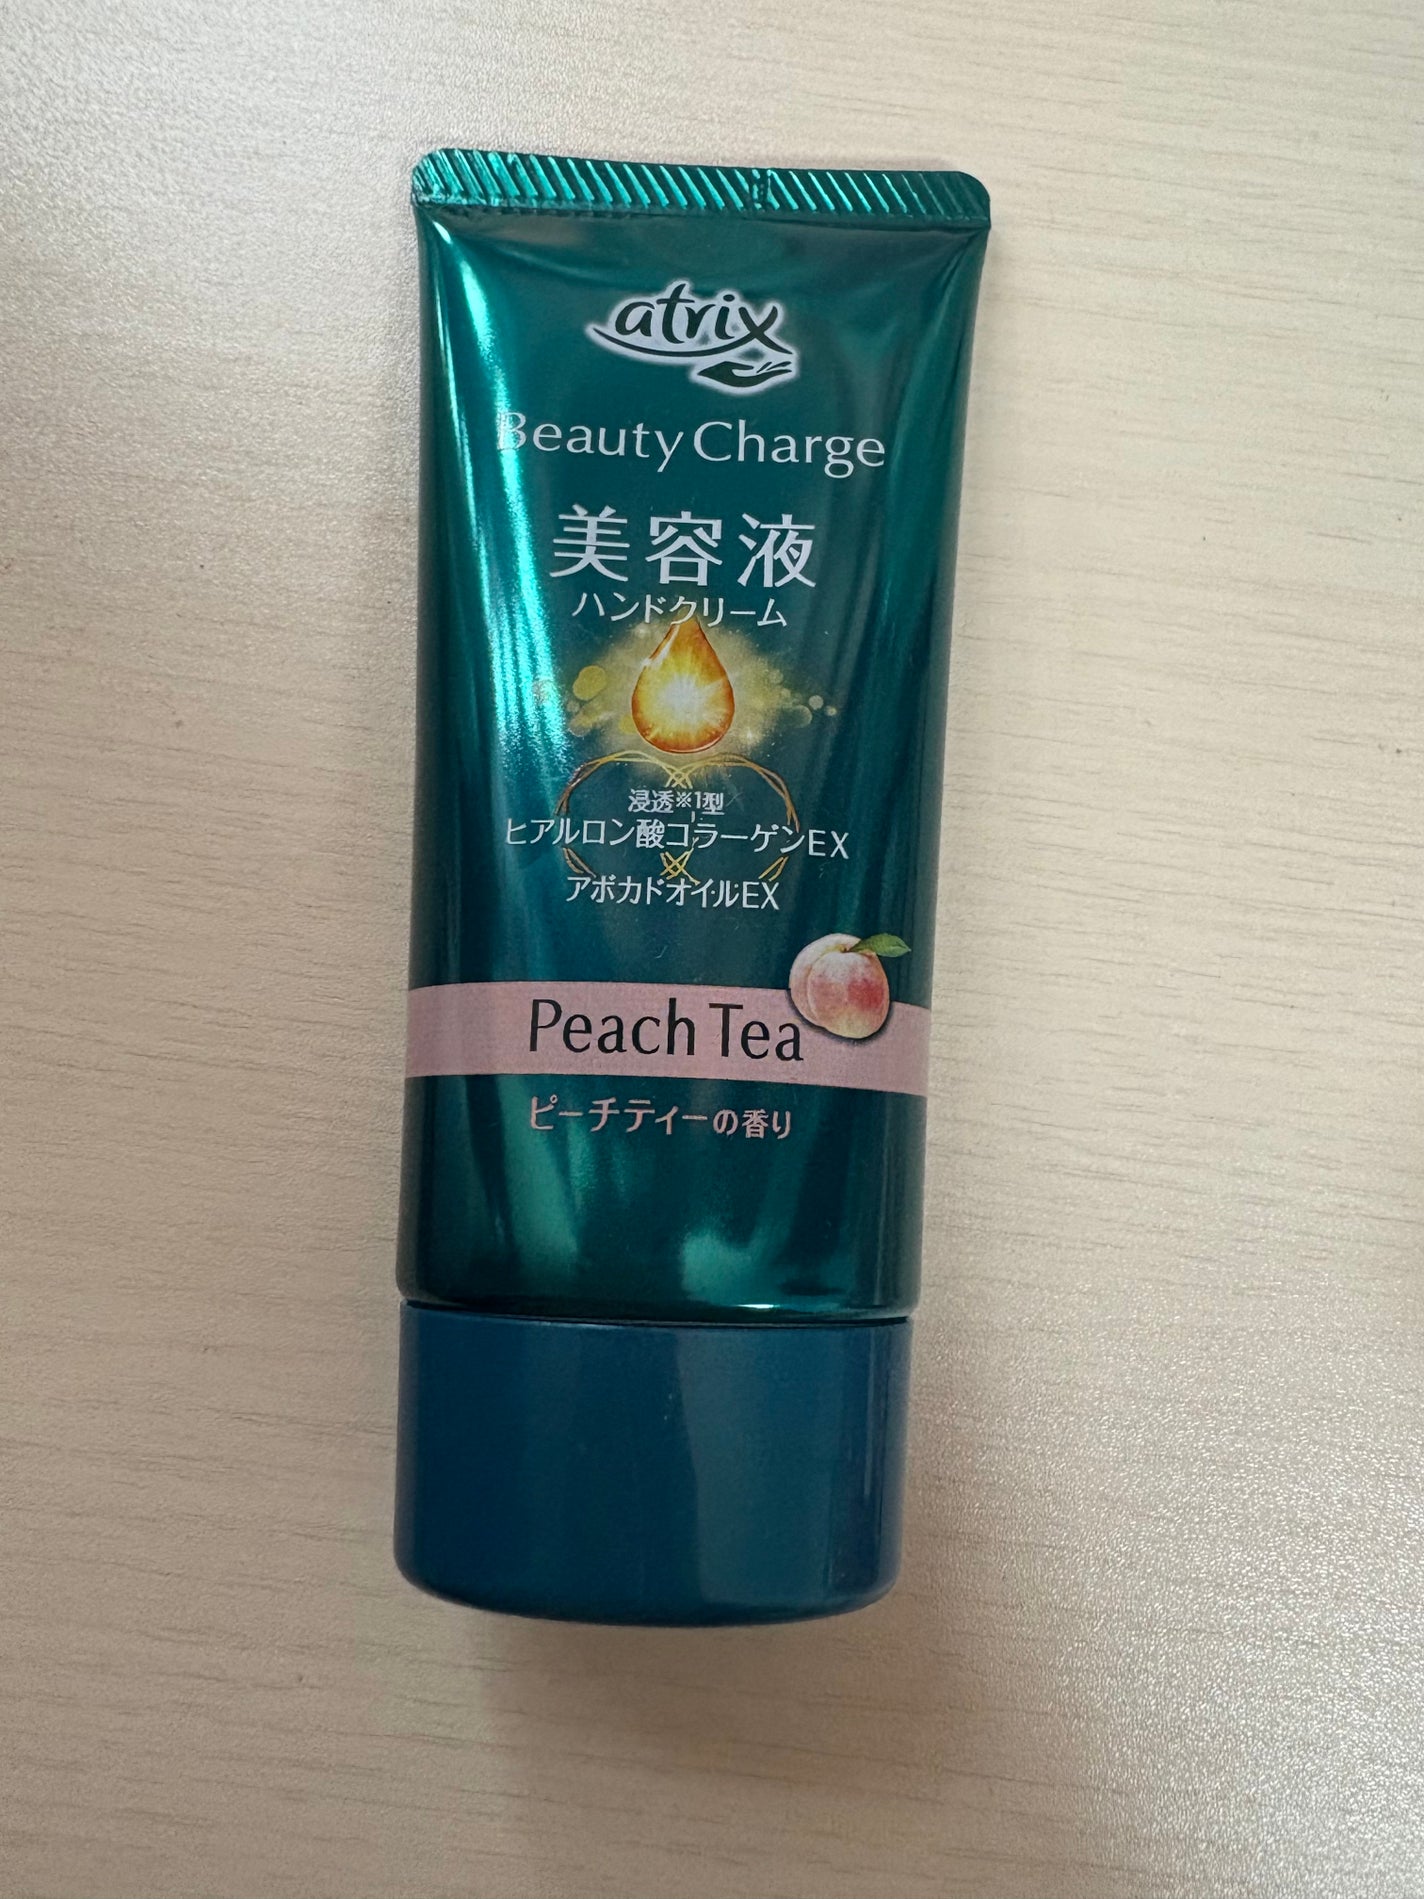 atrix
Beauty Charge
美容液
ハンドクリーム
浸透※1型
ヒアルロン酸コラーゲンEX
アボカドオイルEX
Peach Tea
ピーチティーの香り